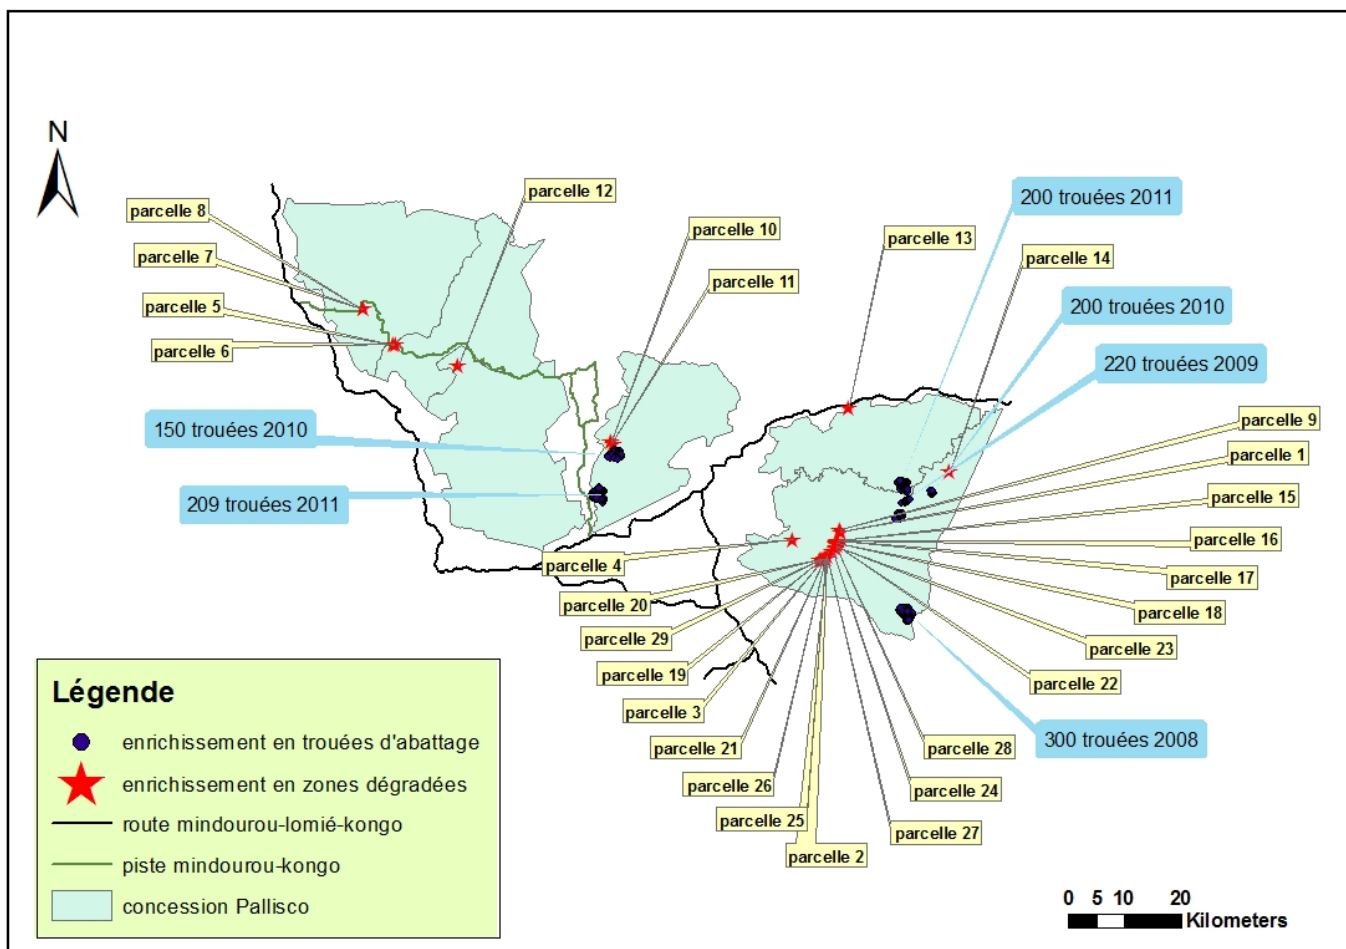 N
parcelle 12
200 trouées 2011
parcelle 8
parcelle 10
parcelle 13
parcelle 7
parcelle 14
parcelle 11
parcelle 5
200 trouées 2010
parcelle 6
220 trouées 2009
parcelle 9
150 trouées 2010
parcelle 1
209 trouées 2011
parcelle 15
parcelle 16
parcelle 4
parcelle 17
parcelle 20
parcelle 18
parcelle 29
parcelle 23
parcelle 19
parcelle 22
parcelle 3
300 trouées 2008
parcelle 21
parcelle 28
parcelle 26
parcelle 24
parcelle 25
parcelle 27
parcelle 2
Légende
enrichissement en trouées d'abattage
enrichissement en zones dégradées
route mindourou-lomié-kongo
piste mindourou-kongo
concession Pallisco
0 5 10 20
Kilometers